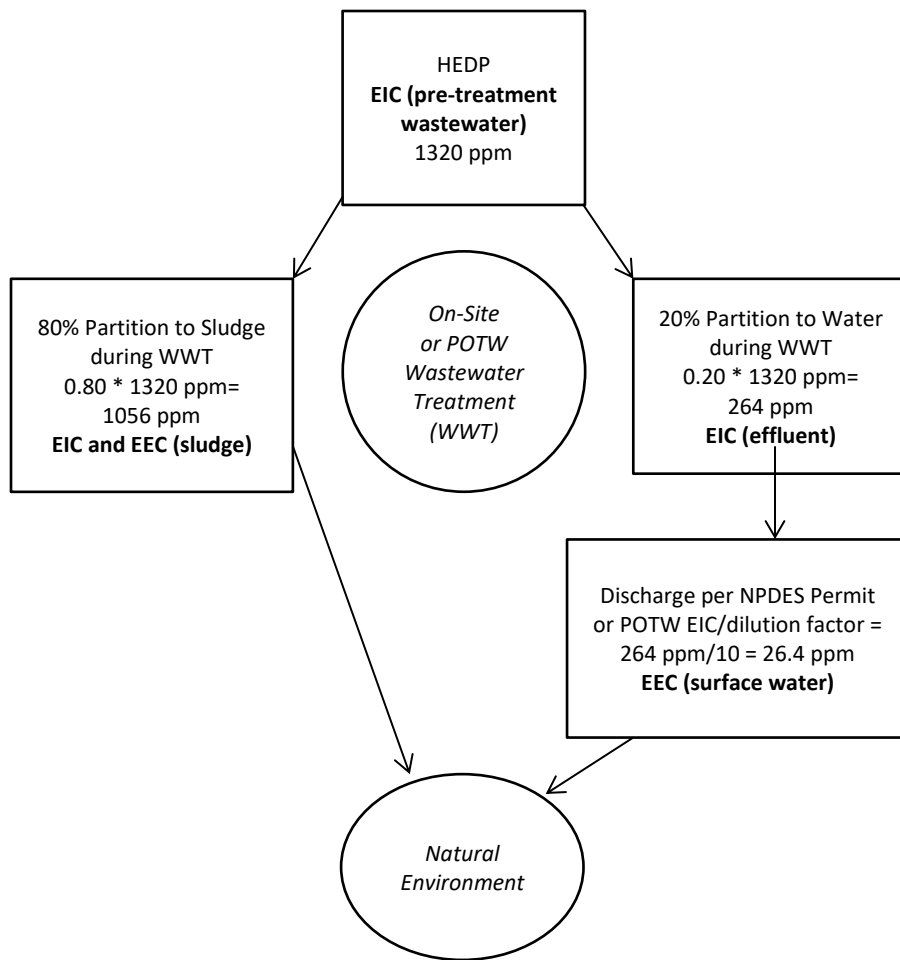 HEDP
EIC (pre-treatment
wastewater)
1320 ppm
80% Partition to Sludge
during WWT
0.80 * 1320 ppm=
1056 ppm
EIC and EEC (sludge)
On-Site
or POTW
Wastewater
Treatment
(WWT)
20% Partition to Water
during WWT
0.20 * 1320 ppm=
264 ppm
EIC (effluent)
Discharge per NPDES Permit
or POTW EIC/dilution factor =
264 ppm/10 = 26.4 ppm
EEC (surface water)
Natural
Environment